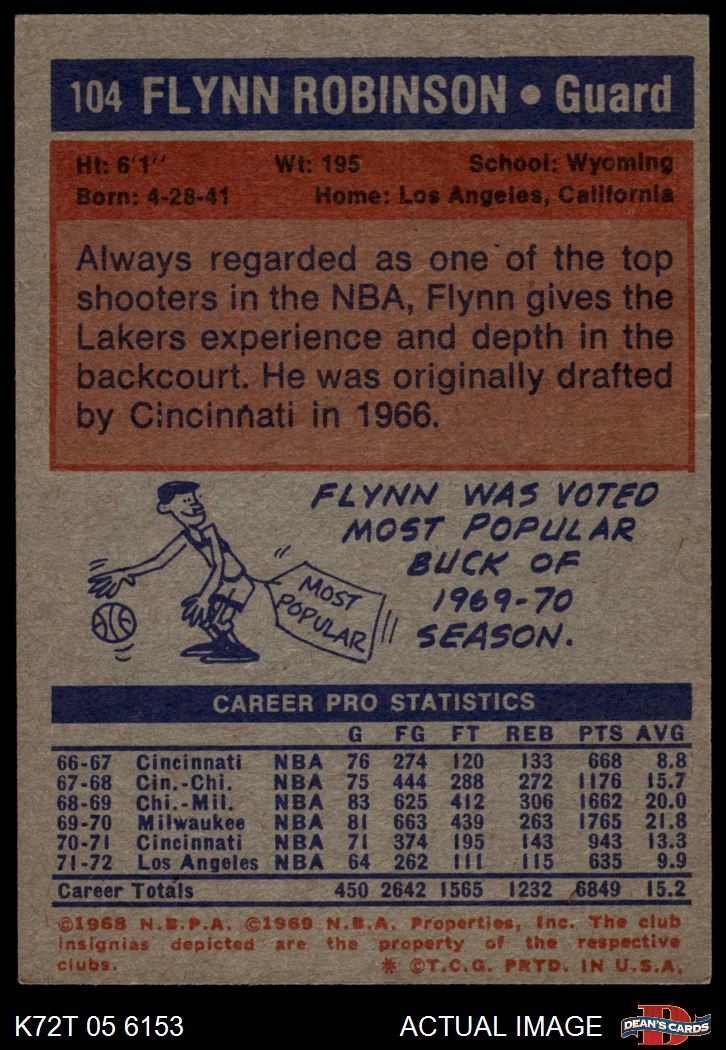 104 FLYNN ROBINSON • Guard
Ht: 6'1" Wt: 195 School: Wyoming
Born: 4-28-41 Home: Los Angeles, California
Always regarded as one of the top
shooters in the NBA, Flynn gives the
Lakers experience and depth in the
backcourt. He was originally drafted
by Cincinnati in 1966.
FLYNN WAS VOTED
MOST POPULAR
BUCK OF
1969-70
SEASON.
MOST
POPULAR
CAREER PRO STATISTICS
G FG FT REB PTS AVG
66-67 Cincinnati NBA 76 274 120 133 668 8.8
67-68 Cin.-Chi. NBA 75 444 288 272 1176 15.7
68-69 Chi.-Mil. NBA 83 625 412 306 1662 20.0
69-70 Milwaukee NBA 81 663 439 263 1765 21.8
70-71 Cincinnati NBA 71 374 195 143 943 13.3
71-72 Los Angeles NBA 64 262 111 115 635 9.9
Career Totals 450 2642 1565 1232 6849 15.2
©1968 N.B.P.A. ©1969 N.B.A. Properties, Inc. The club
insignias depicted are the property of the respective
clubs. * ©T.C.G. PRTD. IN U.S.A.
K72T 05 6153 ACTUAL IMAGE D DEAN'S CARDS